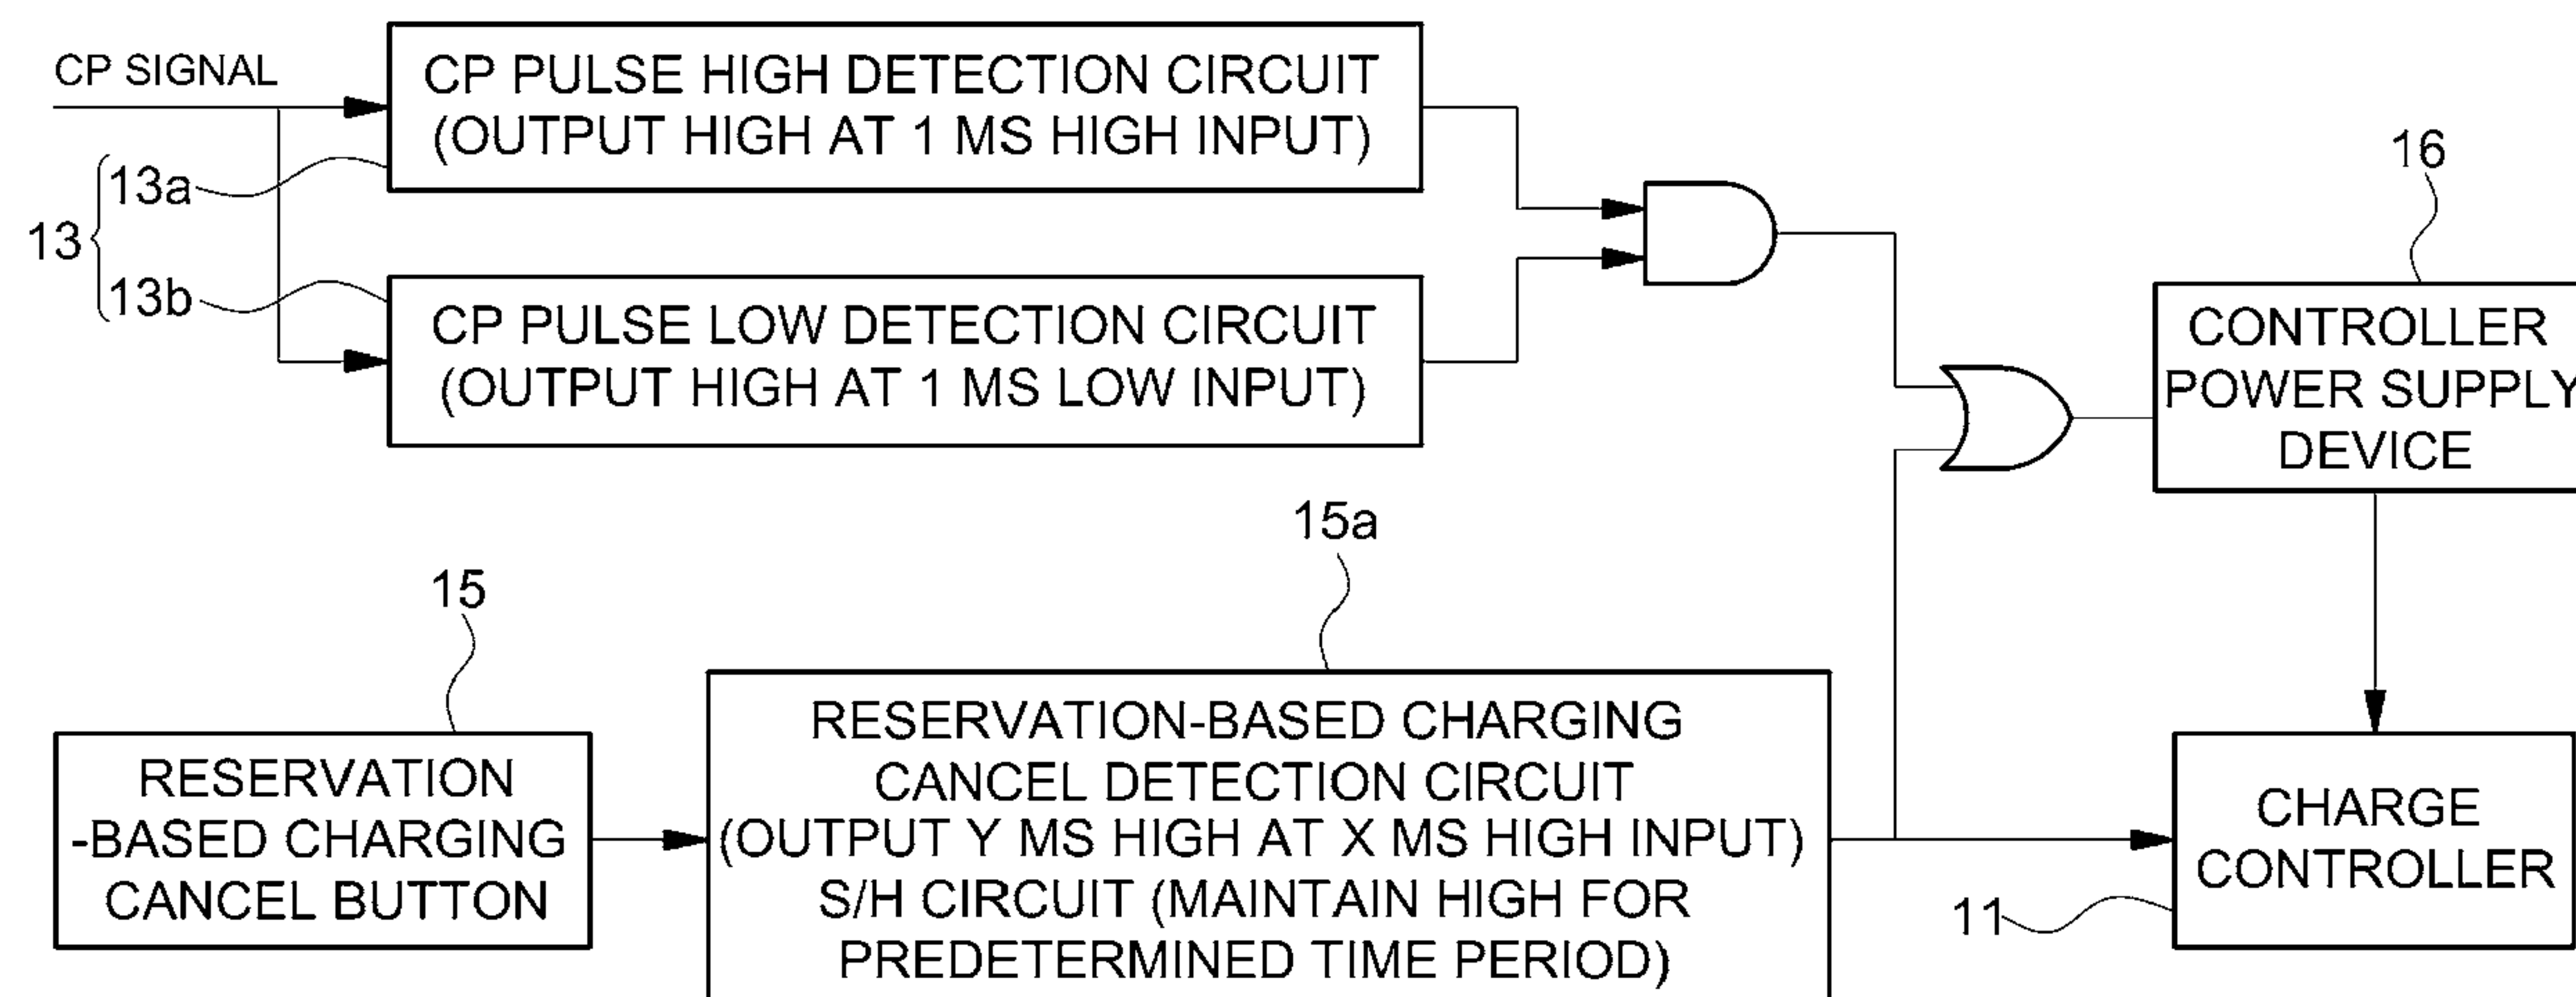 CP SIGNAL
CP PULSE HIGH DETECTION CIRCUIT
(OUTPUT HIGH AT 1 MS HIGH INPUT)
13
13a
13b
CP PULSE LOW DETECTION CIRCUIT
(OUTPUT HIGH AT 1 MS LOW INPUT)
16
CONTROLLER
POWER SUPPLY
DEVICE
15
RESERVATION
-BASED CHARGING
CANCEL BUTTON
15a
RESERVATION-BASED CHARGING
CANCEL DETECTION CIRCUIT
(OUTPUT Y MS HIGH AT X MS HIGH INPUT)
S/H CIRCUIT (MAINTAIN HIGH FOR
PREDETERMINED TIME PERIOD)
11
CHARGE
CONTROLLER